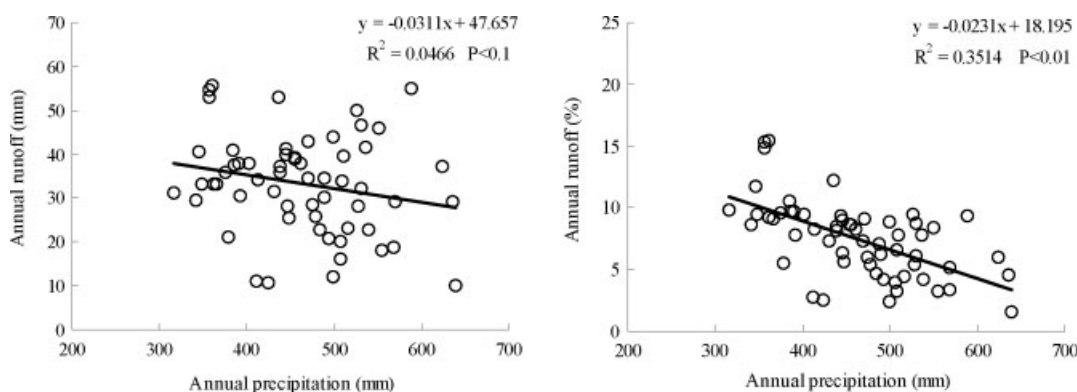 y = -0.0311x + 47.657
R² = 0.0466 P<0.1
Annual runoff (mm)
70
60
50
40
30
20
10
0
200 300 400 500 600 700
Annual precipitation (mm)
y = -0.0231x + 18.195
R² = 0.3514 P<0.01
Annual runoff (%)
25
20
15
10
5
0
200 300 400 500 600 700
Annual precipitation (mm)